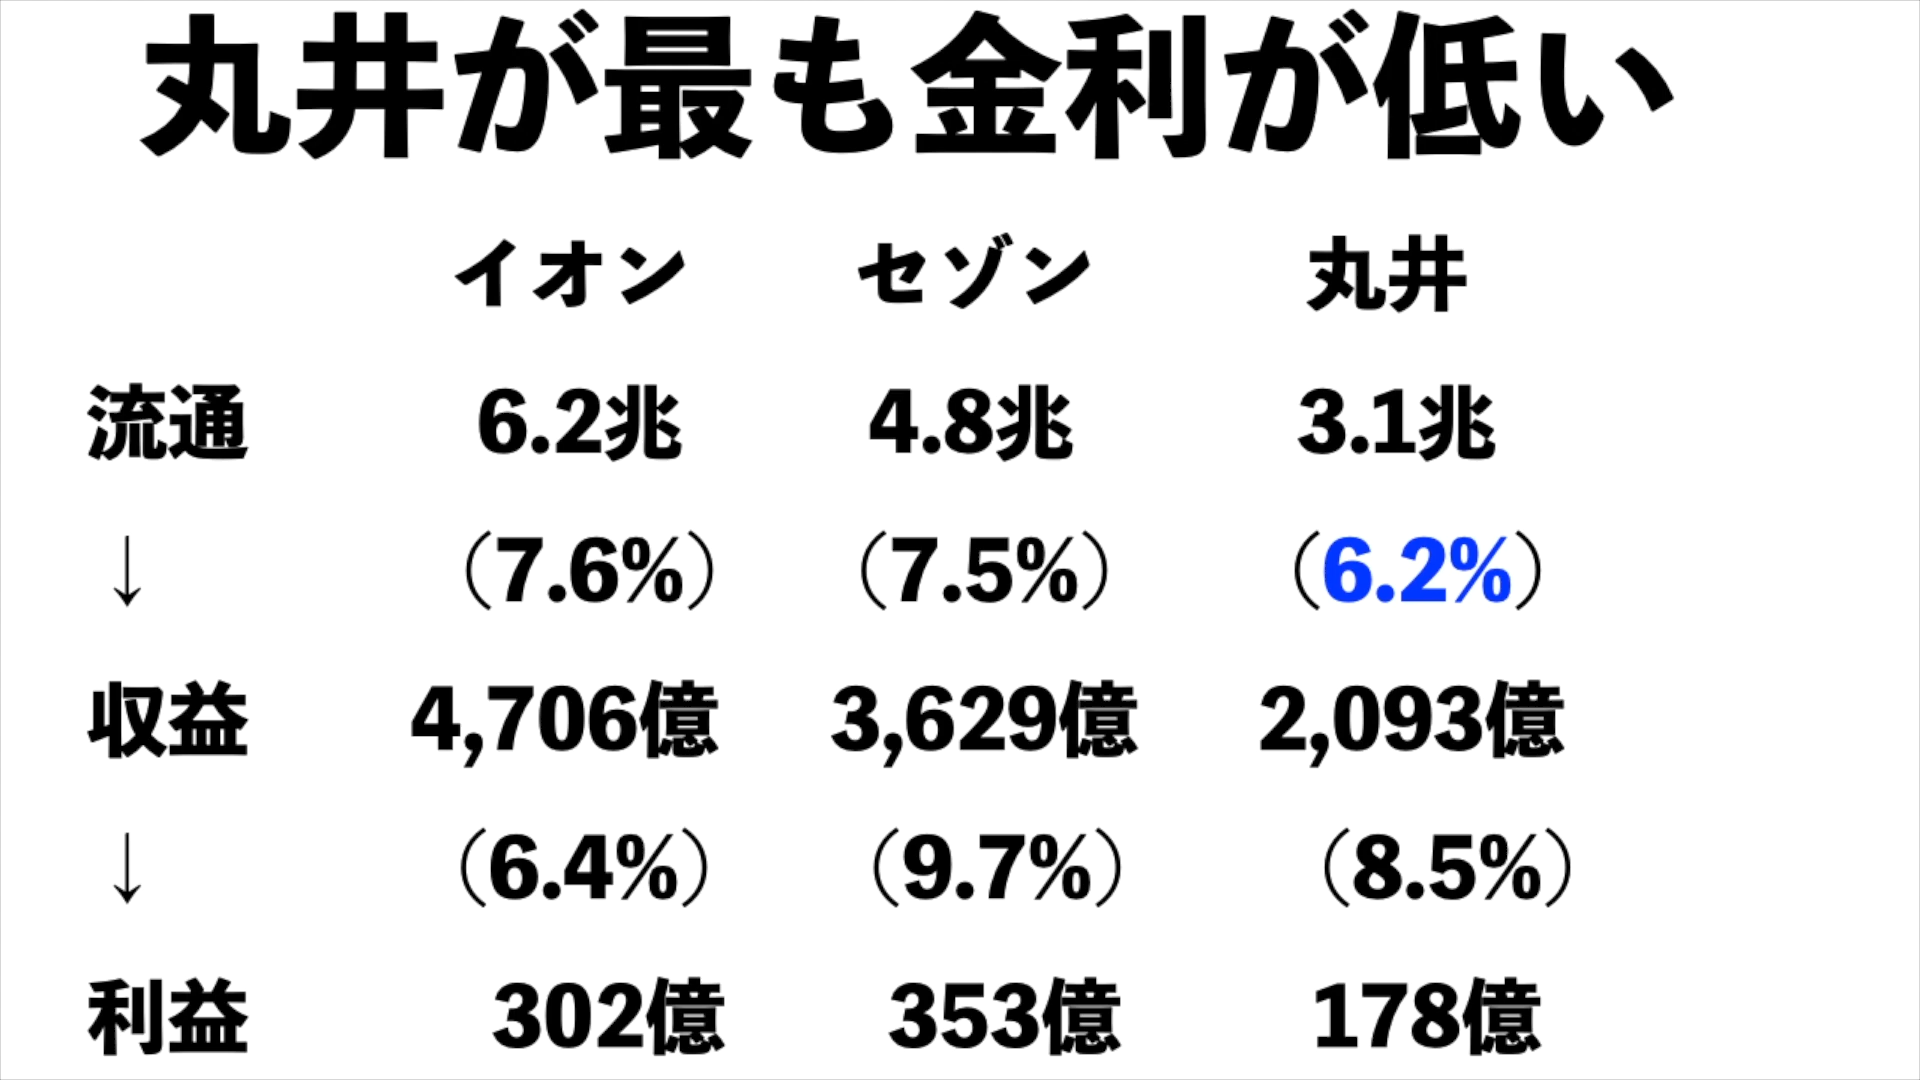 丸井が最も金利が低い
イオン セゾン 丸井
流通 6.2兆 4.8兆 3.1兆
↓ （7.6%） （7.5%） （6.2%）
収益 4,706億 3,629億 2,093億
↓ （6.4%） （9.7%） （8.5%）
利益 302億 353億 178億